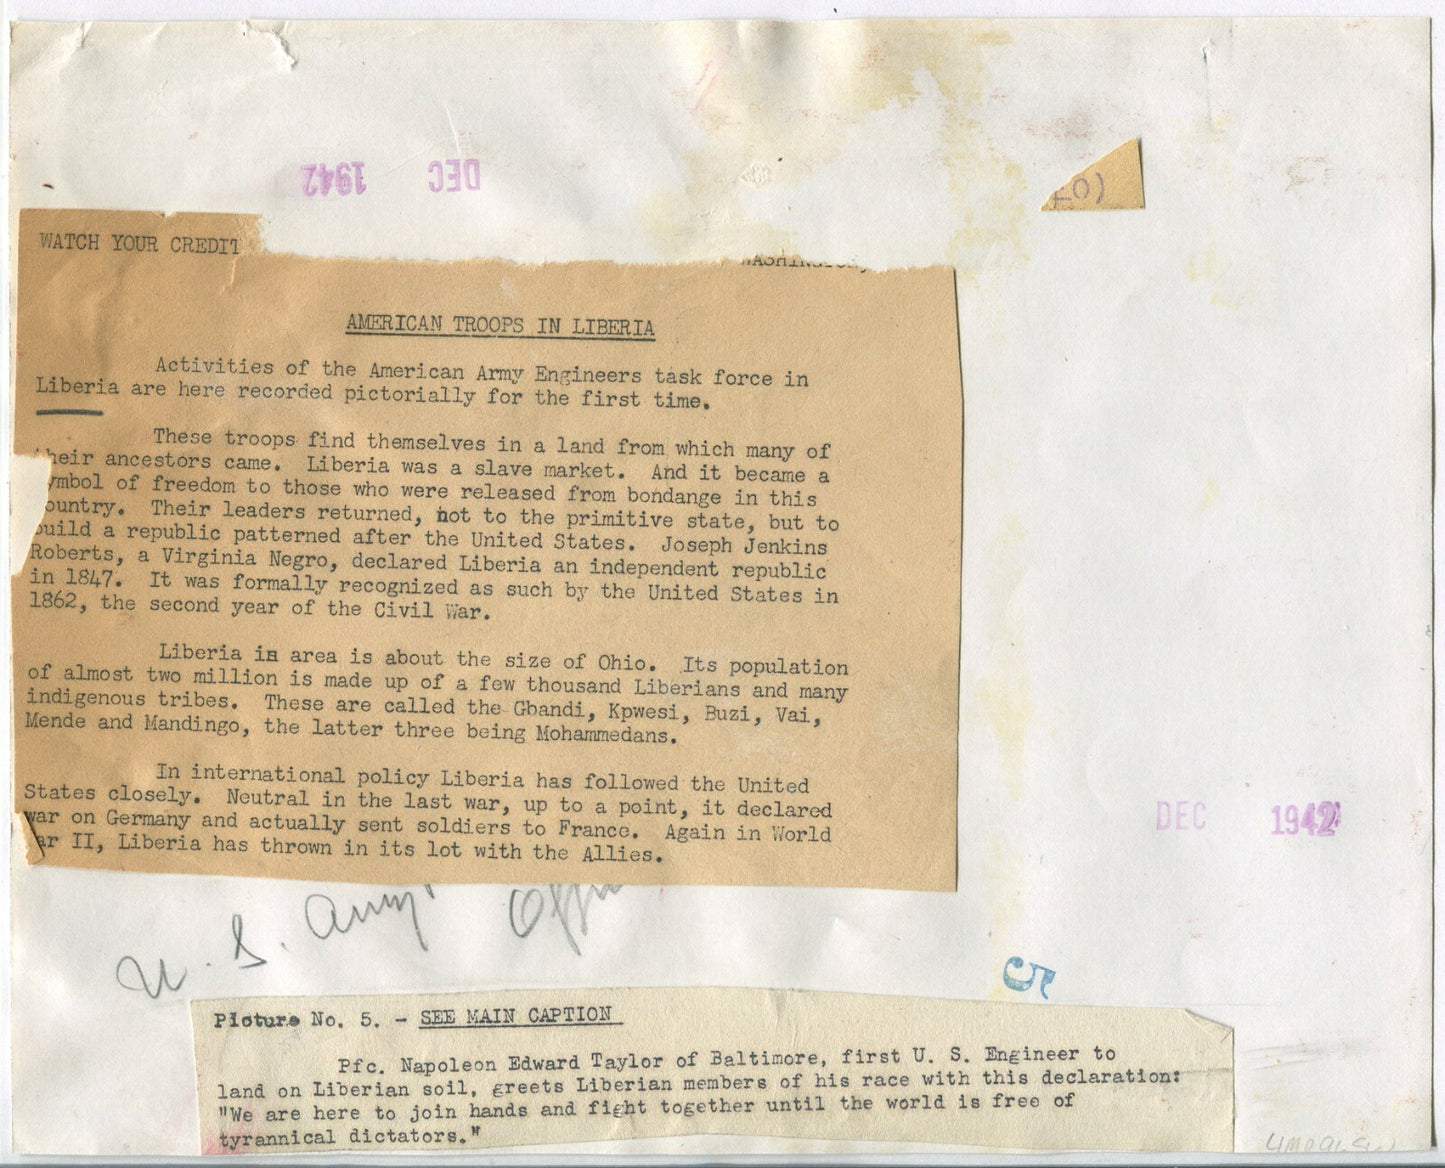 DEC 1942
WATCH YOUR CREDIT
AMERICAN TROOPS IN LIBERIA
Activities of the American Army Engineers task force in
Liberia are here recorded pictorially for the first time.
These troops find themselves in a land from which many of
their ancestors came. Liberia was a slave market. And it became a
ymbol of freedom to those who were released from bondange in this
ountry. Their leaders returned, not to the primitive state, but to
build a republic patterned after the United States. Joseph Jenkins
Roberts, a Virginia Negro, declared Liberia an independent republic
in 1847. It was formally recognized as such by the United States in
1862, the second year of the Civil War.
Liberia in area is about the size of Ohio. Its population
of almost two million is made up of a few thousand Liberians and many
indigenous tribes. These are called the Gbandi, Kpwesi, Buzi, Vai,
Mende and Mandingo, the latter three being Mohammedans.
In international policy Liberia has followed the United
States closely. Neutral in the last war, up to a point, it declared
war on Germany and actually sent soldiers to France. Again in World
ar II, Liberia has thrown in its lot with the Allies.
DEC 1942
U. S. Army
5
Picture No. 5. - SEE MAIN CAPTION
Pfc. Napoleon Edward Taylor of Baltimore, first U. S. Engineer to
land on Liberian soil, greets Liberian members of his race with this declaration:
"We are here to join hands and fight together until the world is free of
tyrannical dictators."